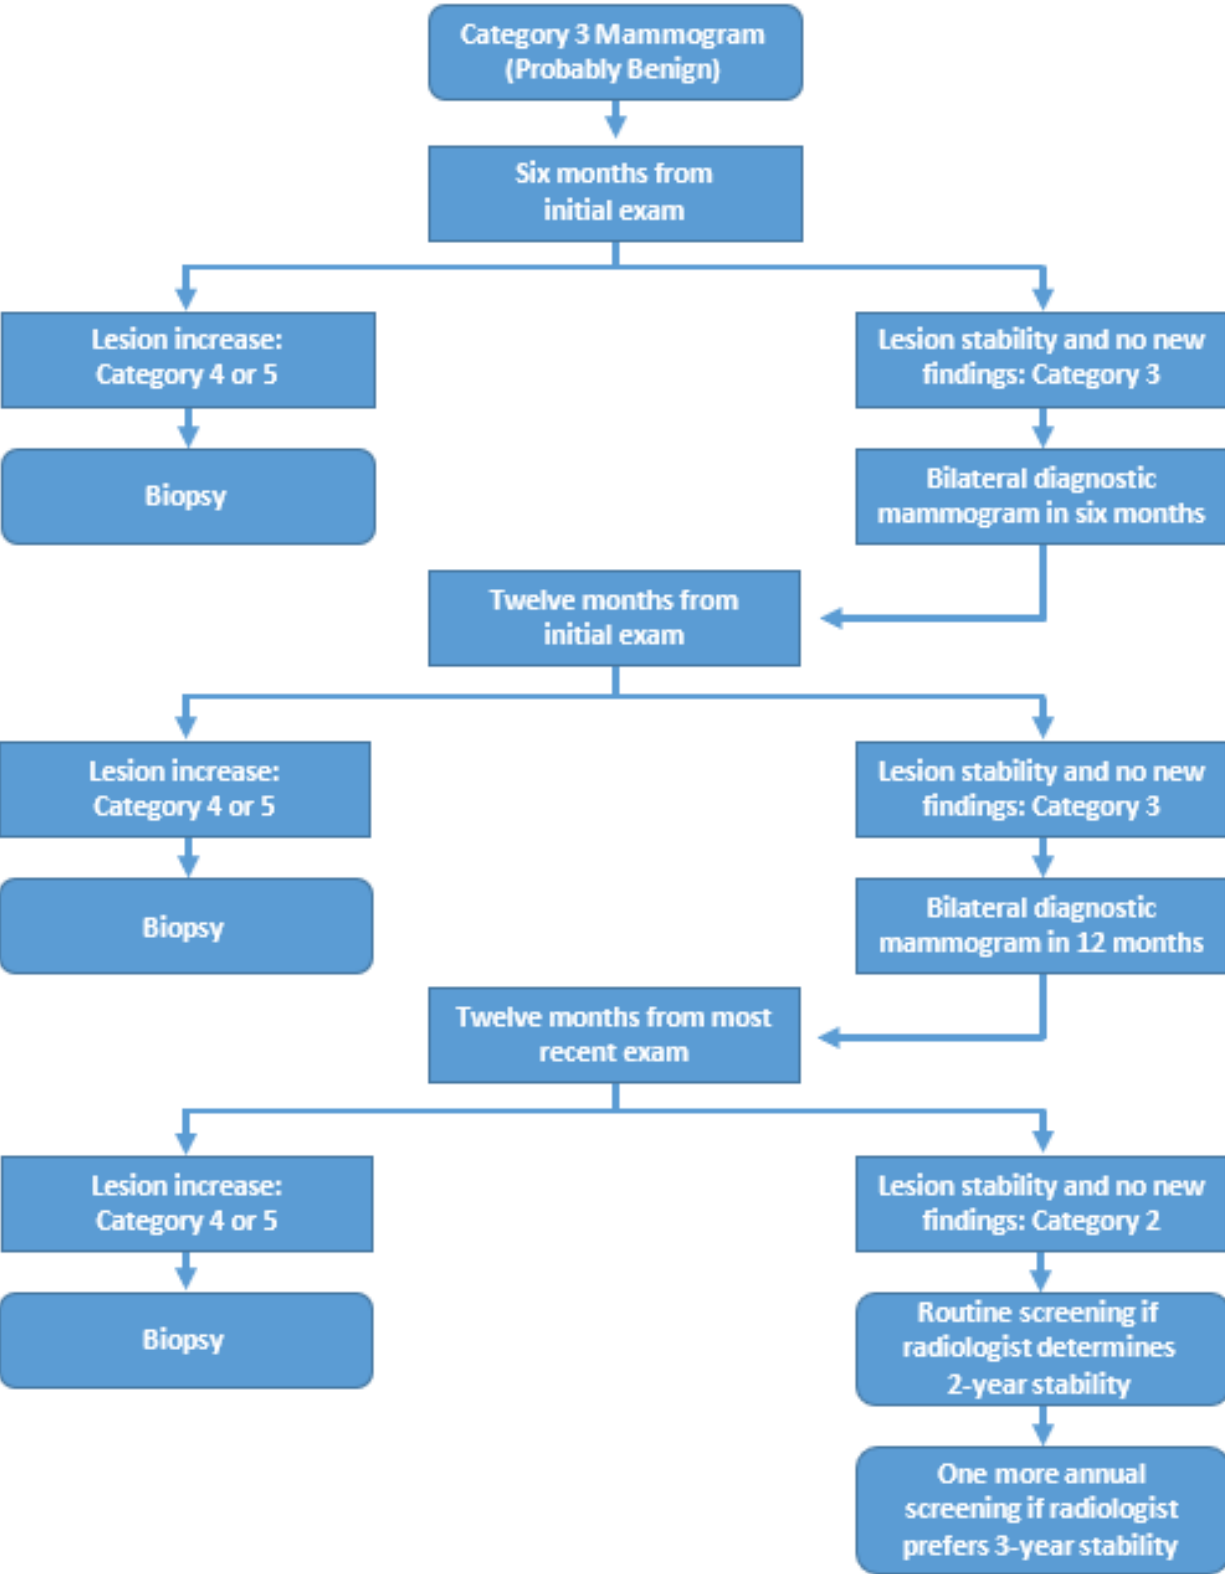 Category 3 Mammogram
(Probably Benign)
Six months from
initial exam
Lesion increase:
Category 4 or 5
Lesion stability and no new
findings: Category 3
Biopsy
Bilateral diagnostic
mammogram in six months
Twelve months from
initial exam
Lesion increase:
Category 4 or 5
Lesion stability and no new
findings: Category 3
Biopsy
Bilateral diagnostic
mammogram in 12 months
Twelve months from most
recent exam
Lesion increase:
Category 4 or 5
Lesion stability and no new
findings: Category 2
Biopsy
Routine screening if
radiologist determines
2-year stability
One more annual
screening if radiologist
prefers 3-year stability